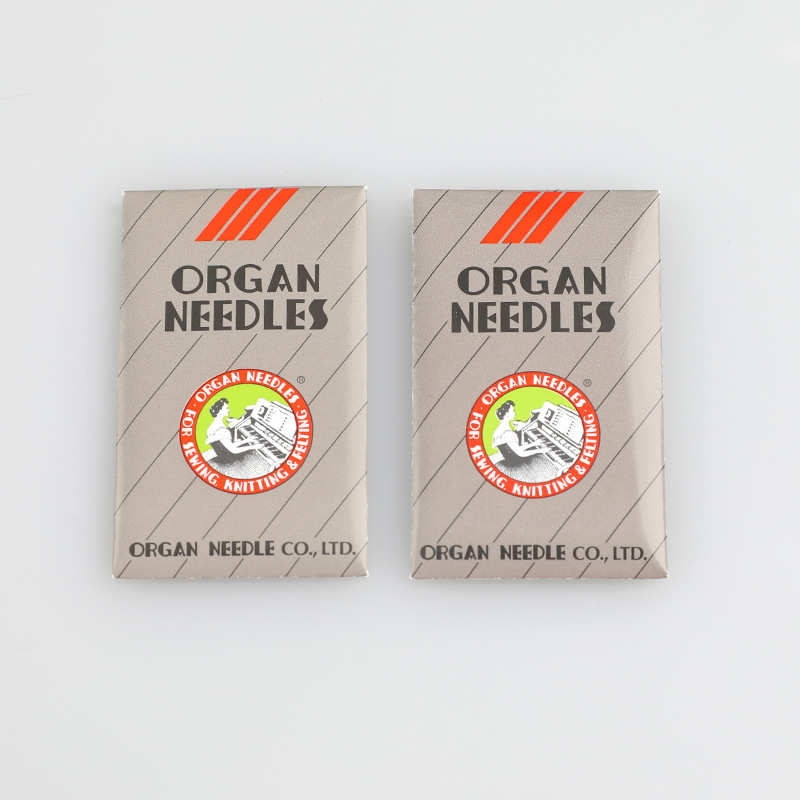 ORGAN
NEEDLES
ORGAN NEEDLES ®
· FOR SEWING, KNITTING & FELTING ·
ORGAN NEEDLE CO., LTD.
ORGAN
NEEDLES
ORGAN NEEDLES ®
· FOR SEWING, KNITTING & FELTING ·
ORGAN NEEDLE CO., LTD.